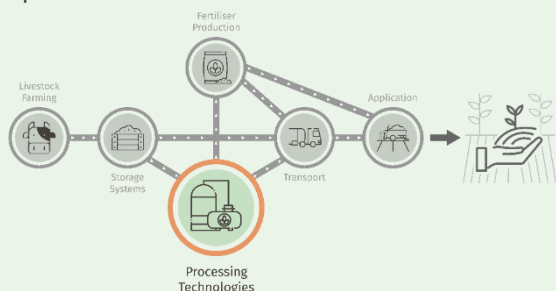 Fertiliser
Production
Livestock
Farming
Application
Storage
Systems
Transport
Processing
Technologies